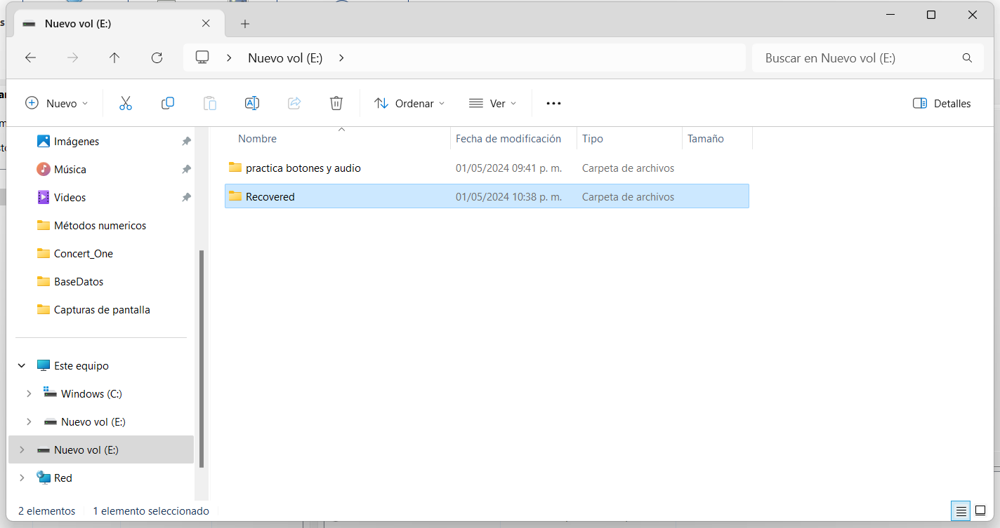 Nuevo vol (E:)
Nuevo vol (E:)
Buscar en Nuevo vol (E:)
Nuevo
Ordenar
Ver
Detalles
Imágenes
Música
Videos
Métodos numericos
Concert_One
BaseDatos
Capturas de pantalla
Este equipo
Windows (C:)
Nuevo vol (E:)
Nuevo vol (E:)
Red
Nombre Fecha de modificación Tipo Tamaño
practica botones y audio 01/05/2024 09:41 p. m. Carpeta de archivos
Recovered 01/05/2024 10:38 p. m. Carpeta de archivos
2 elementos 1 elemento seleccionado